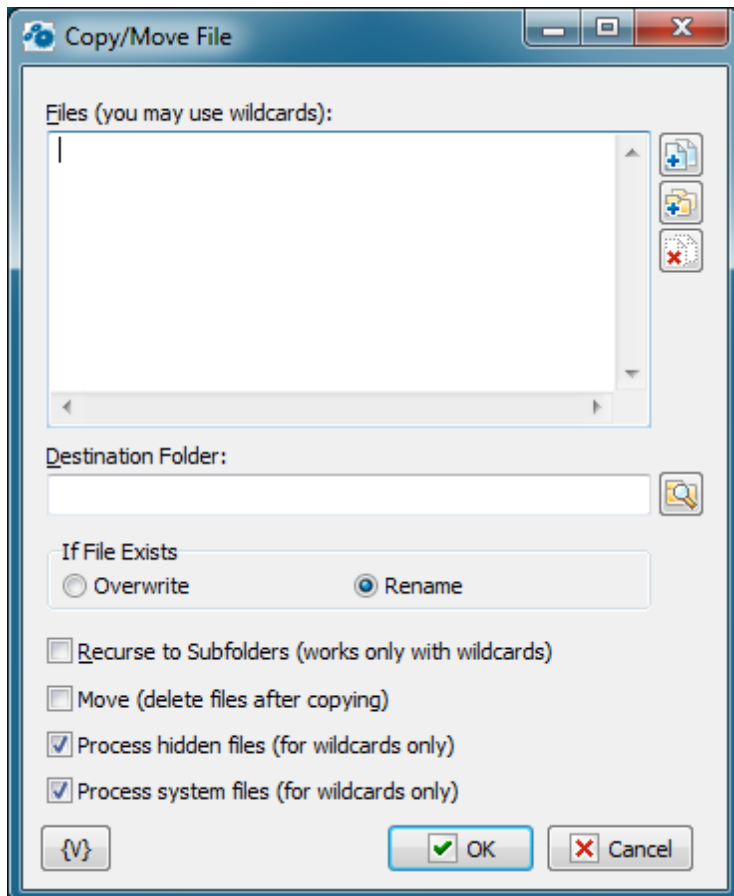 Copy/Move File
Files (you may use wildcards):
Destination Folder:
If File Exists
Overwrite Rename
Recurse to Subfolders (works only with wildcards)
Move (delete files after copying)
Process hidden files (for wildcards only)
Process system files (for wildcards only)
{V} OK Cancel